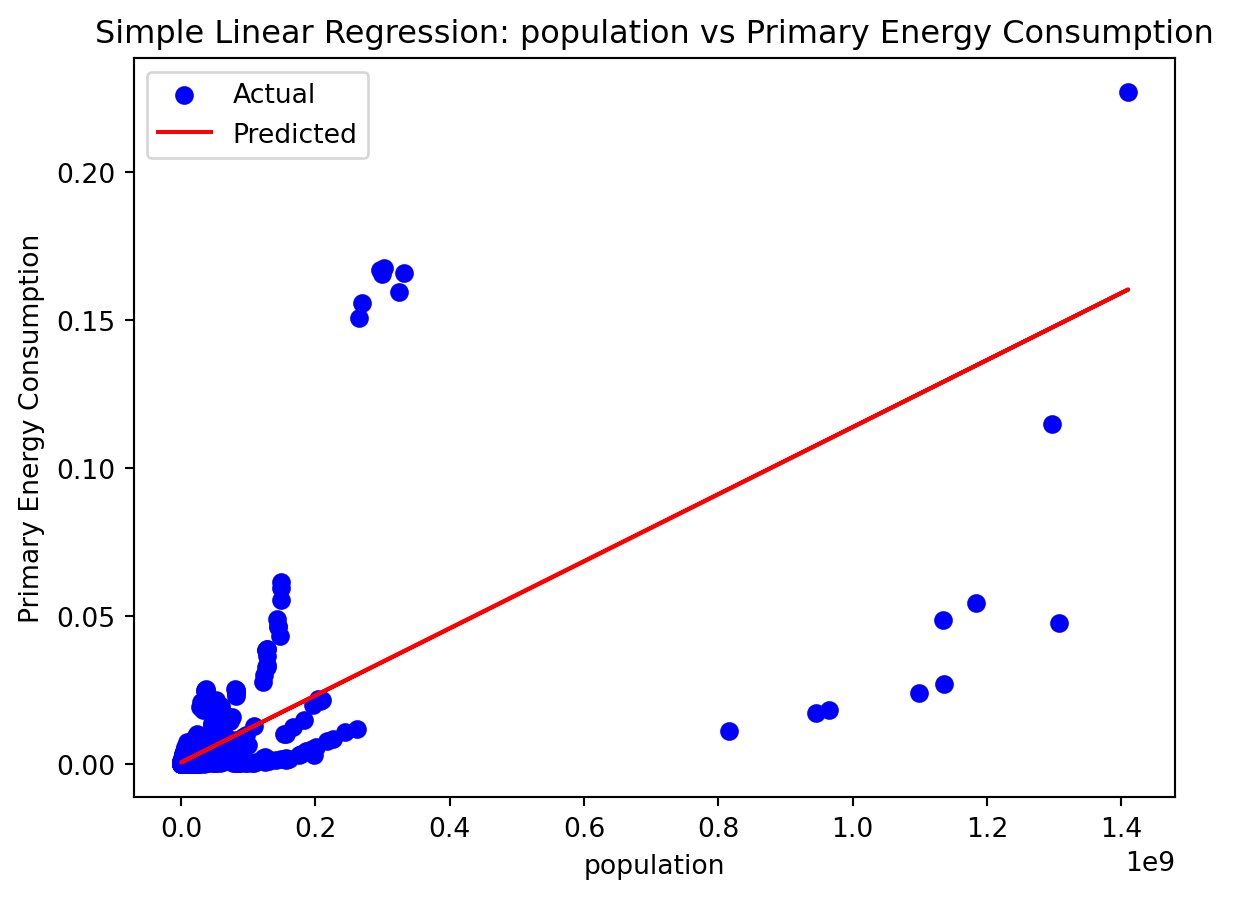 Simple Linear Regression: population vs Primary Energy Consumption
Actual
Predicted
Primary Energy Consumption
0.20
0.15
0.10
0.05
0.00
0.0 0.2 0.4 0.6 0.8 1.0 1.2 1.4
1e9
population